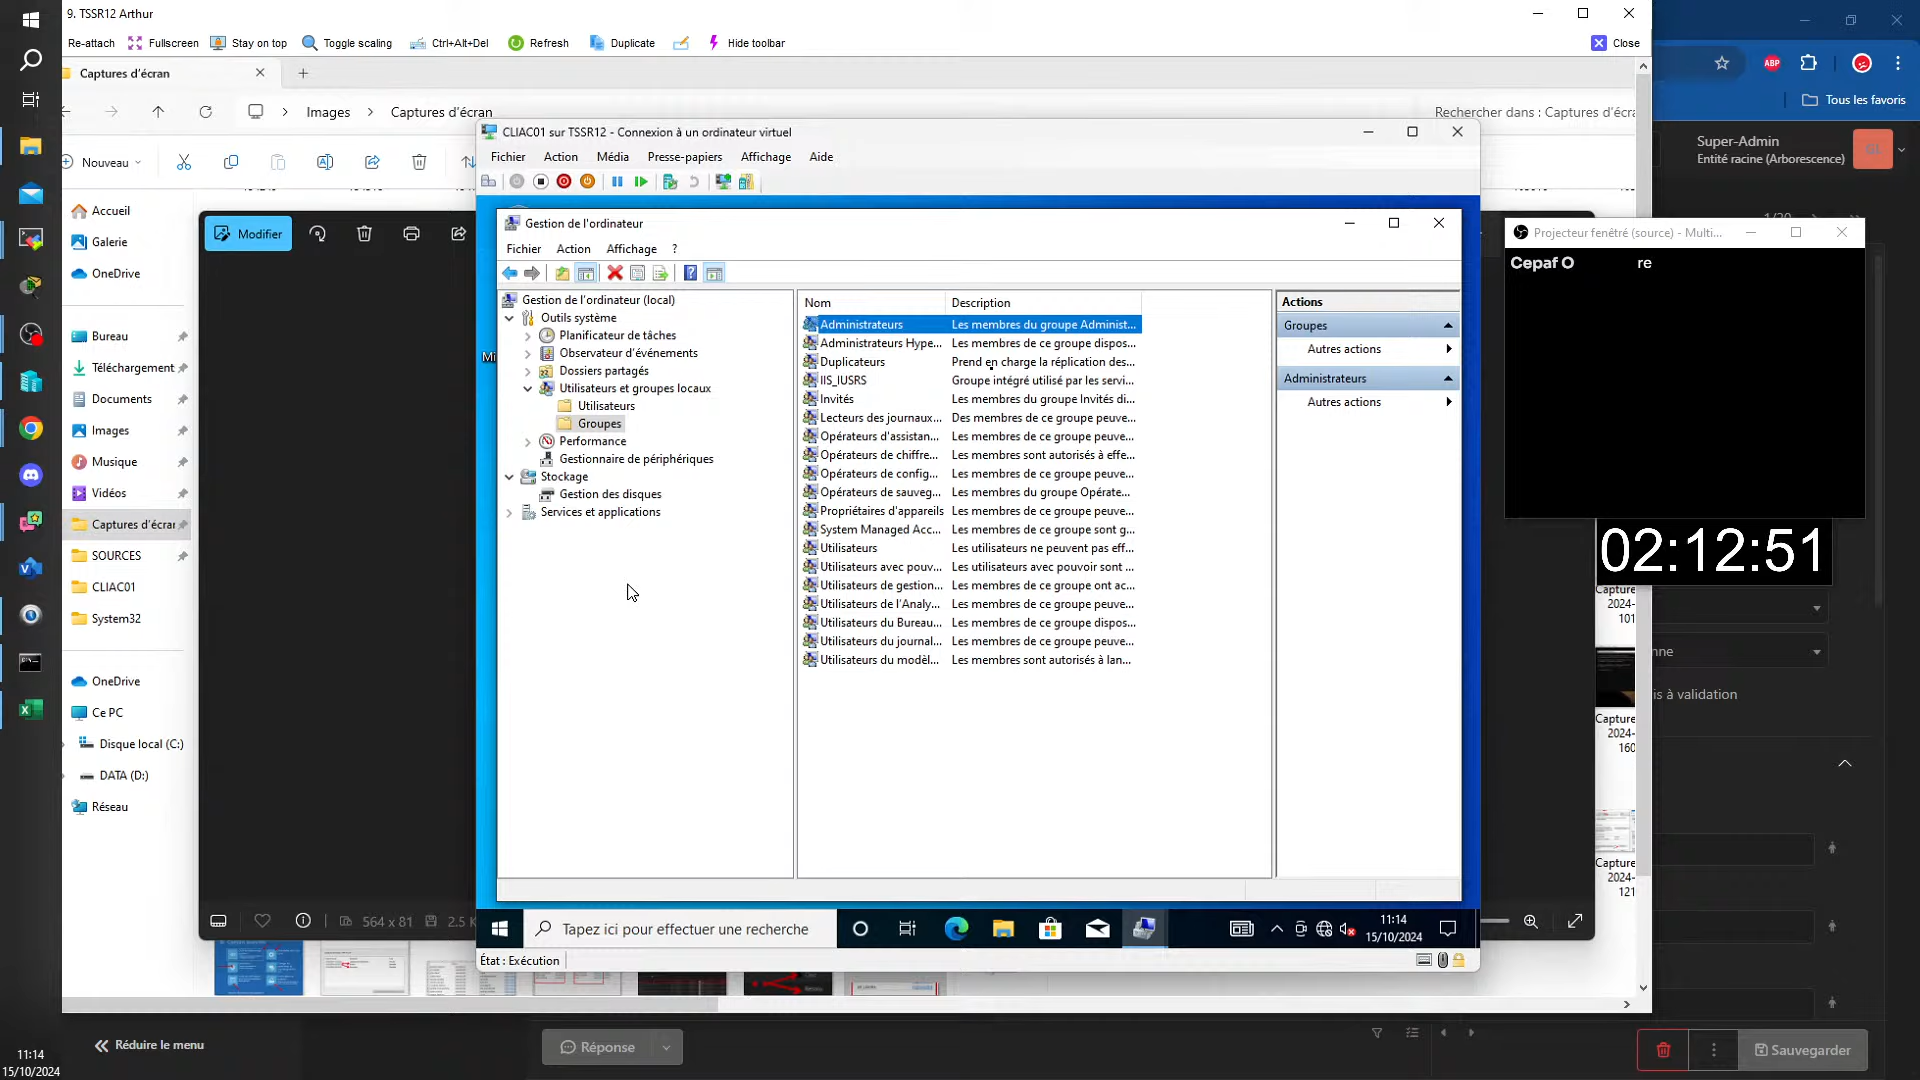 9. TSSR12 Arthur
Re-attach Fullscreen Stay on top Toggle scaling Ctrl+Alt+Del Refresh Duplicate Hide toolbar Close
Captures d'écran
Images > Captures d'écran
Rechercher dans : Captures d'écra
Nouveau
Accueil
Galerie
OneDrive
Bureau
Téléchargement
Documents
Images
Musique
Vidéos
Captures d'écran
SOURCES
CLIAC01
System32
OneDrive
Ce PC
Disque local (C:)
DATA (D:)
Réseau
Modifier
564 x 81
2.5 K
CLIAC01 sur TSSR12 - Connexion à un ordinateur virtuel
Fichier Action Média Presse-papiers Affichage Aide
Gestion de l'ordinateur
Fichier Action Affichage ?
Gestion de l'ordinateur (local)
Outils système
Planificateur de tâches
Observateur d'événements
Dossiers partagés
Utilisateurs et groupes locaux
Utilisateurs
Groupes
Performance
Gestionnaire de périphériques
Stockage
Gestion des disques
Services et applications
Nom Description
Administrateurs Les membres du groupe Administ...
Administrateurs Hype... Les membres de ce groupe dispos...
Duplicateurs Prend en charge la réplication des...
IIS_IUSRS Groupe intégré utilisé par les servi...
Invités Les membres du groupe Invités di...
Lecteurs des journaux... Des membres de ce groupe peuve...
Opérateurs d'assistan... Les membres de ce groupe peuve...
Opérateurs de chiffre... Les membres sont autorisés à effe...
Opérateurs de config... Les membres de ce groupe peuve...
Opérateurs de sauveg... Les membres du groupe Opérate...
Propriétaires d'appareils Les membres de ce groupe peuve...
System Managed Acc... Les membres de ce groupe sont g...
Utilisateurs Les utilisateurs ne peuvent pas eff...
Utilisateurs avec pouv... Les utilisateurs avec pouvoir sont ...
Utilisateurs de gestion... Les membres de ce groupe ont ac...
Utilisateurs de l'Analy... Les membres de ce groupe peuve...
Utilisateurs du Bureau... Les membres de ce groupe dispos...
Utilisateurs du journal... Les membres de ce groupe peuve...
Utilisateurs du modèl... Les membres sont autorisés à lan...
Actions
Groupes
Autres actions
Administrateurs
Autres actions
Tapez ici pour effectuer une recherche
11:14
15/10/2024
État : Exécution
ABP
Tous les favoris
Super-Admin
Entité racine (Arborescence)
Projecteur fenêtré (source) - Multi...
Cepaf O re
02:12:51
Capture
2024-
101
nne
is à validation
Capture
2024-
160
Capture
2024-
121
Réduire le menu
Réponse
Sauvegarder
11:14
15/10/2024